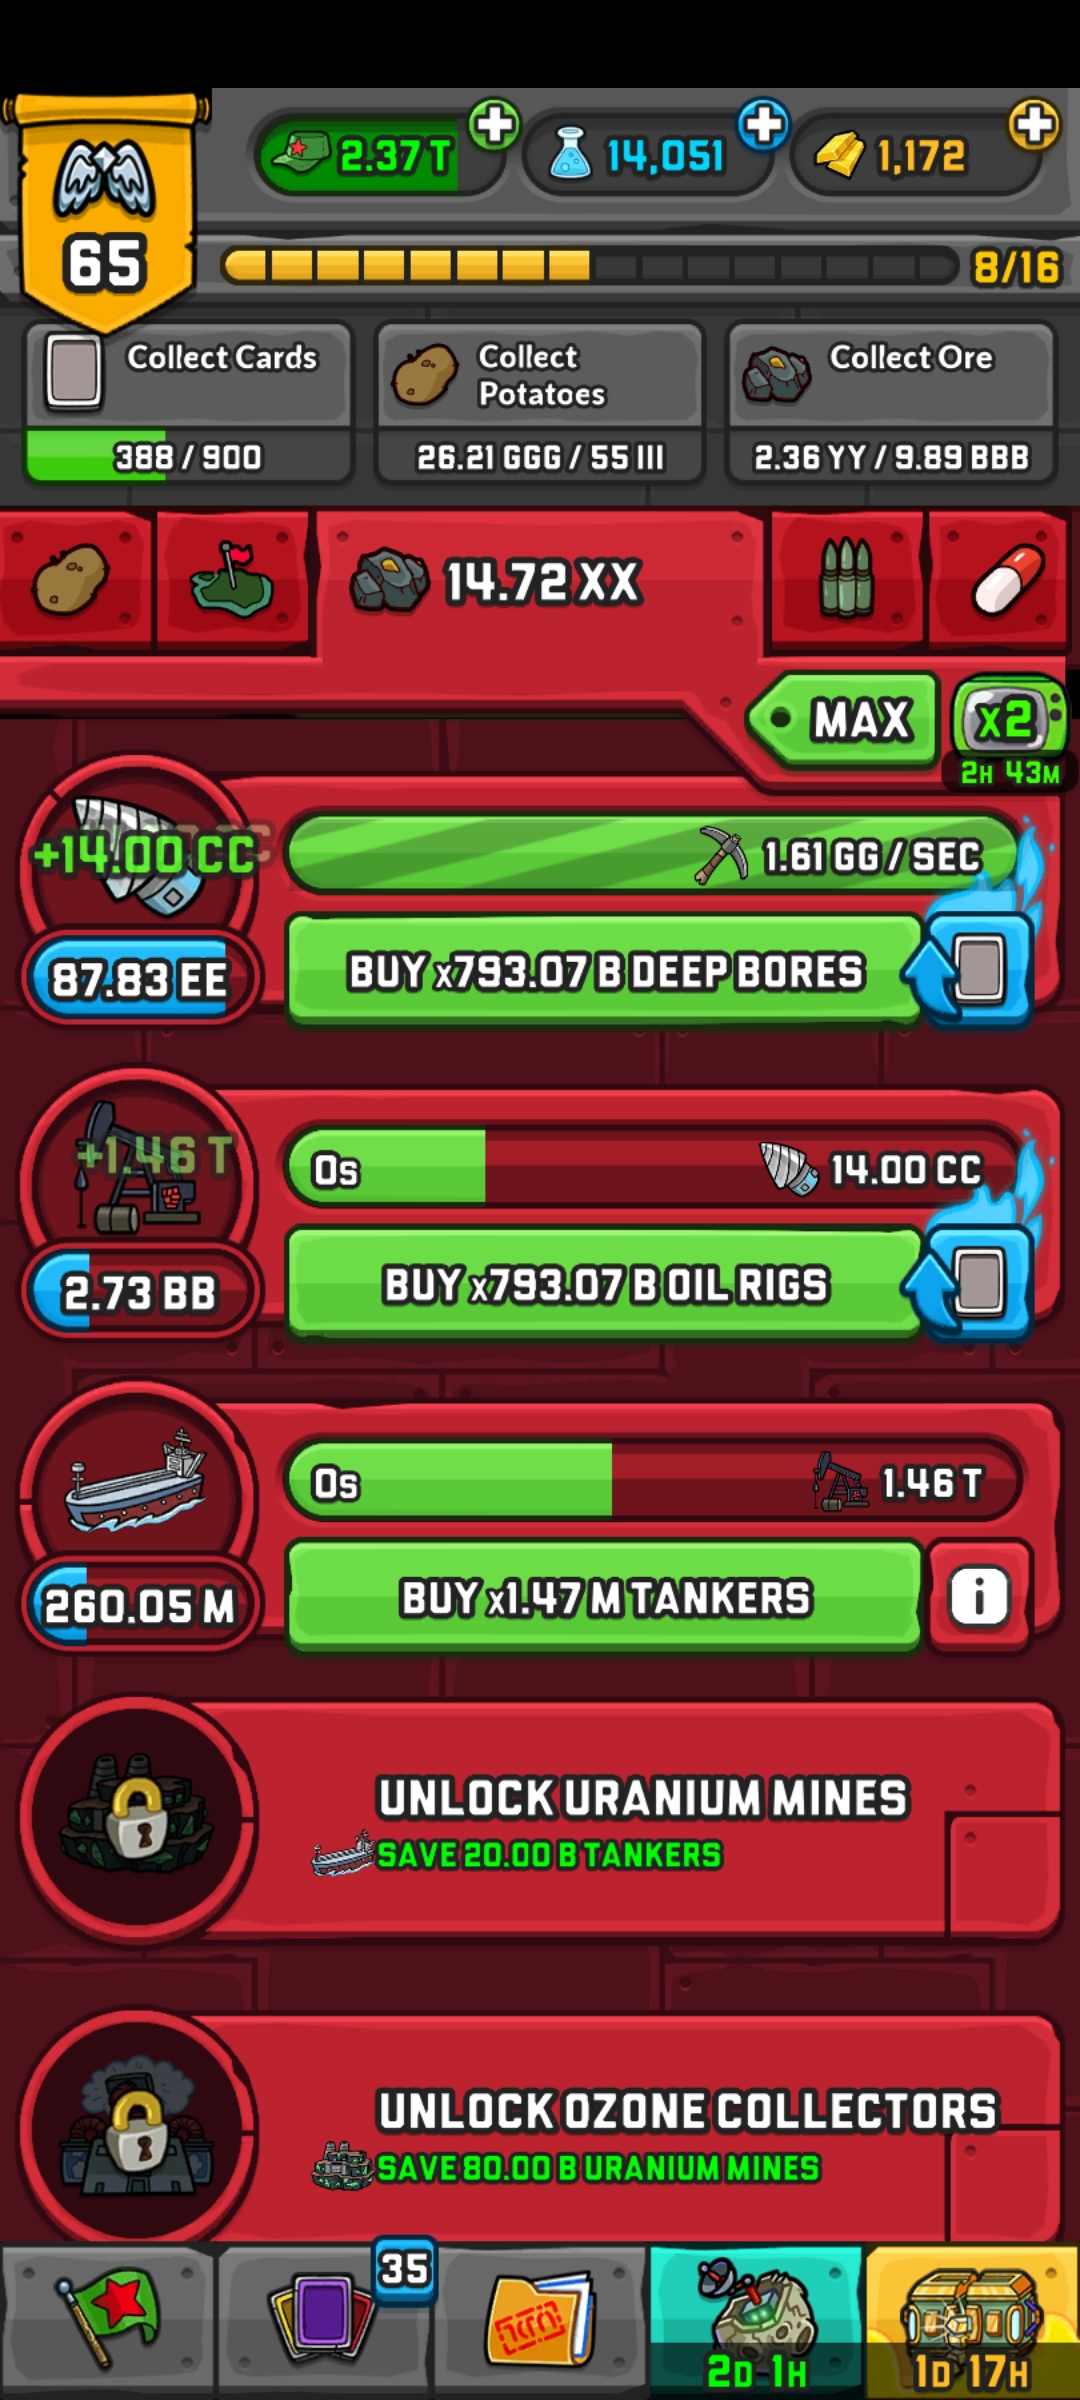 2.37 T
14,051
1,172
65
8/16
Collect Cards
388 / 900
Collect
Potatoes
26.21 GGG / 55 III
Collect Ore
2.36 YY / 9.89 BBB
14.72 XX
MAX
x2
2H 43M
+14.00 CC
1.61 GG / SEC
87.83 EE
BUY x793.07 B DEEP BORES
+1.46 T
0s
14.00 CC
2.73 BB
BUY x793.07 B OIL RIGS
0s
1.46 T
260.05 M
BUY x1.47 M TANKERS
i
UNLOCK URANIUM MINES
SAVE 20.00 B TANKERS
UNLOCK OZONE COLLECTORS
SAVE 80.00 B URANIUM MINES
35
2D 1H
1D 17H